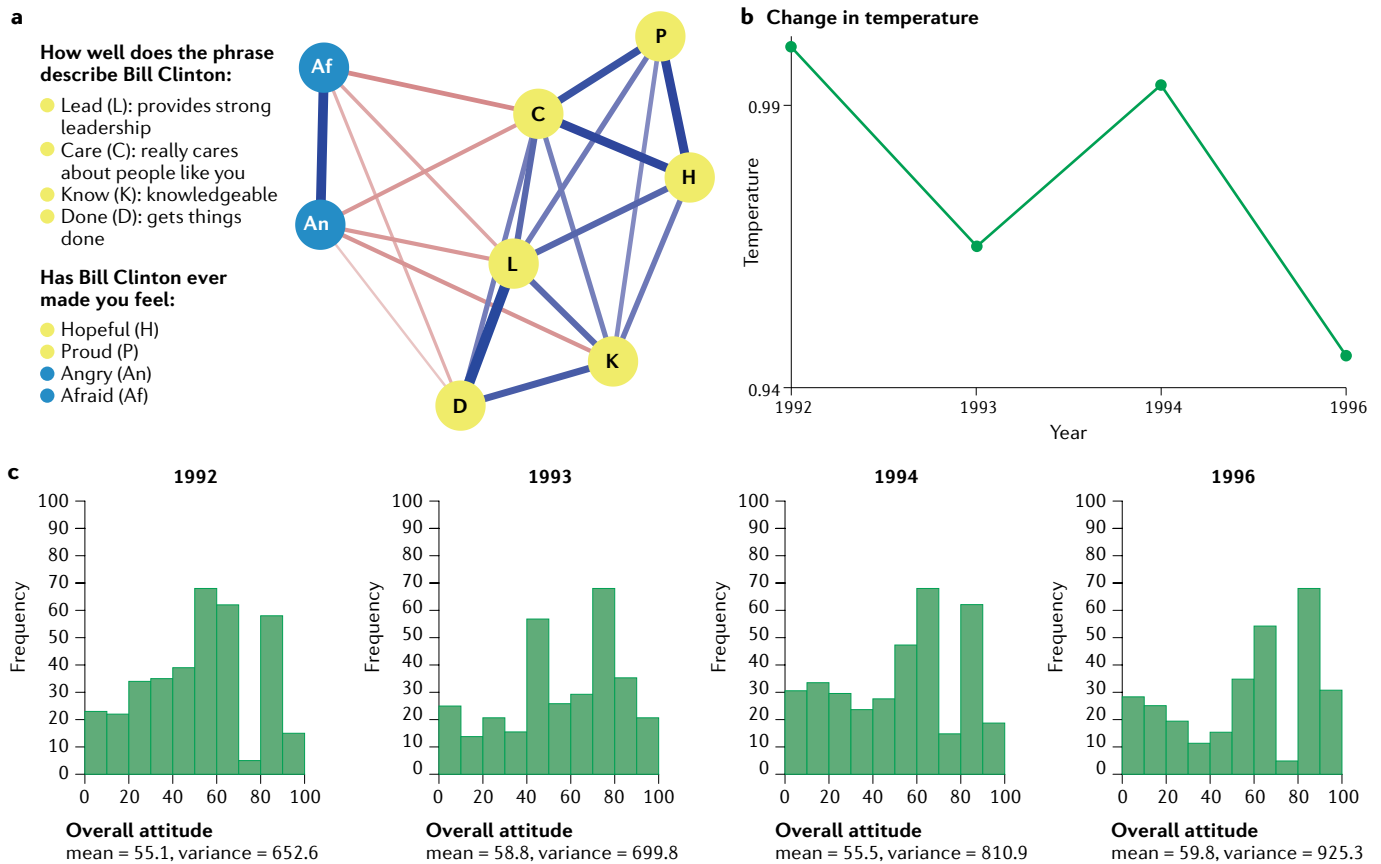 a
How well does the phrase
describe Bill Clinton:
Lead (L): provides strong
leadership
Care (C): really cares
about people like you
Know (K): knowledgeable
Done (D): gets things
done
Has Bill Clinton ever
made you feel:
Hopeful (H)
Proud (P)
Angry (An)
Afraid (Af)
Af
An
P
C
H
L
K
D
b Change in temperature
0.99
Temperature
0.94
1992 1993 1994 1996
Year
c
1992
100
90
80
70
60
50
40
30
20
10
0
Frequency
0 20 40 60 80 100
Overall attitude
mean = 55.1, variance = 652.6
1993
100
90
80
70
60
50
40
30
20
10
0
Frequency
0 20 40 60 80 100
Overall attitude
mean = 58.8, variance = 699.8
1994
100
90
80
70
60
50
40
30
20
10
0
Frequency
0 20 40 60 80 100
Overall attitude
mean = 55.5, variance = 810.9
1996
100
90
80
70
60
50
40
30
20
10
0
Frequency
0 20 40 60 80 100
Overall attitude
mean = 59.8, variance = 925.3